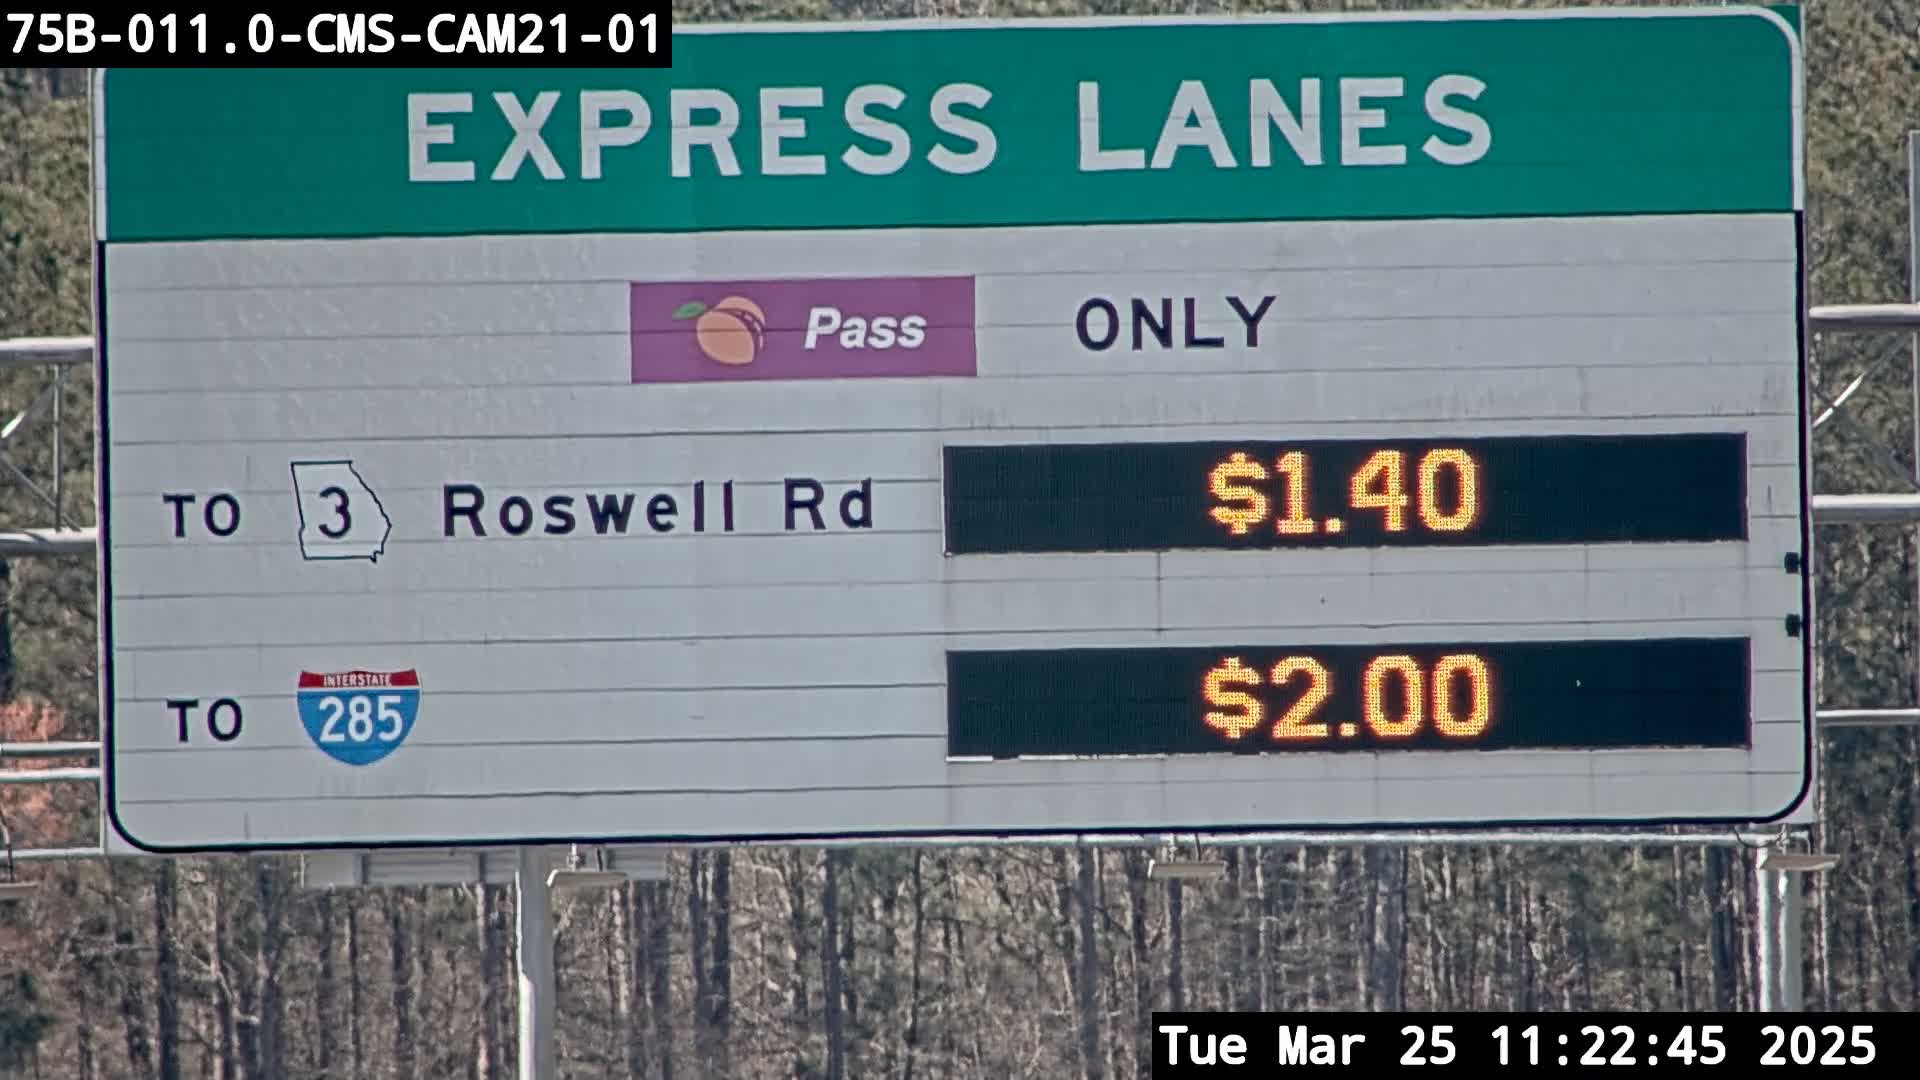 75B-011.0-CMS-CAM21-01
EXPRESS LANES
Pass ONLY
TO 3 Roswell Rd $1.40
INTERSTATE
TO 285 $2.00
Tue Mar 25 11:22:45 2025